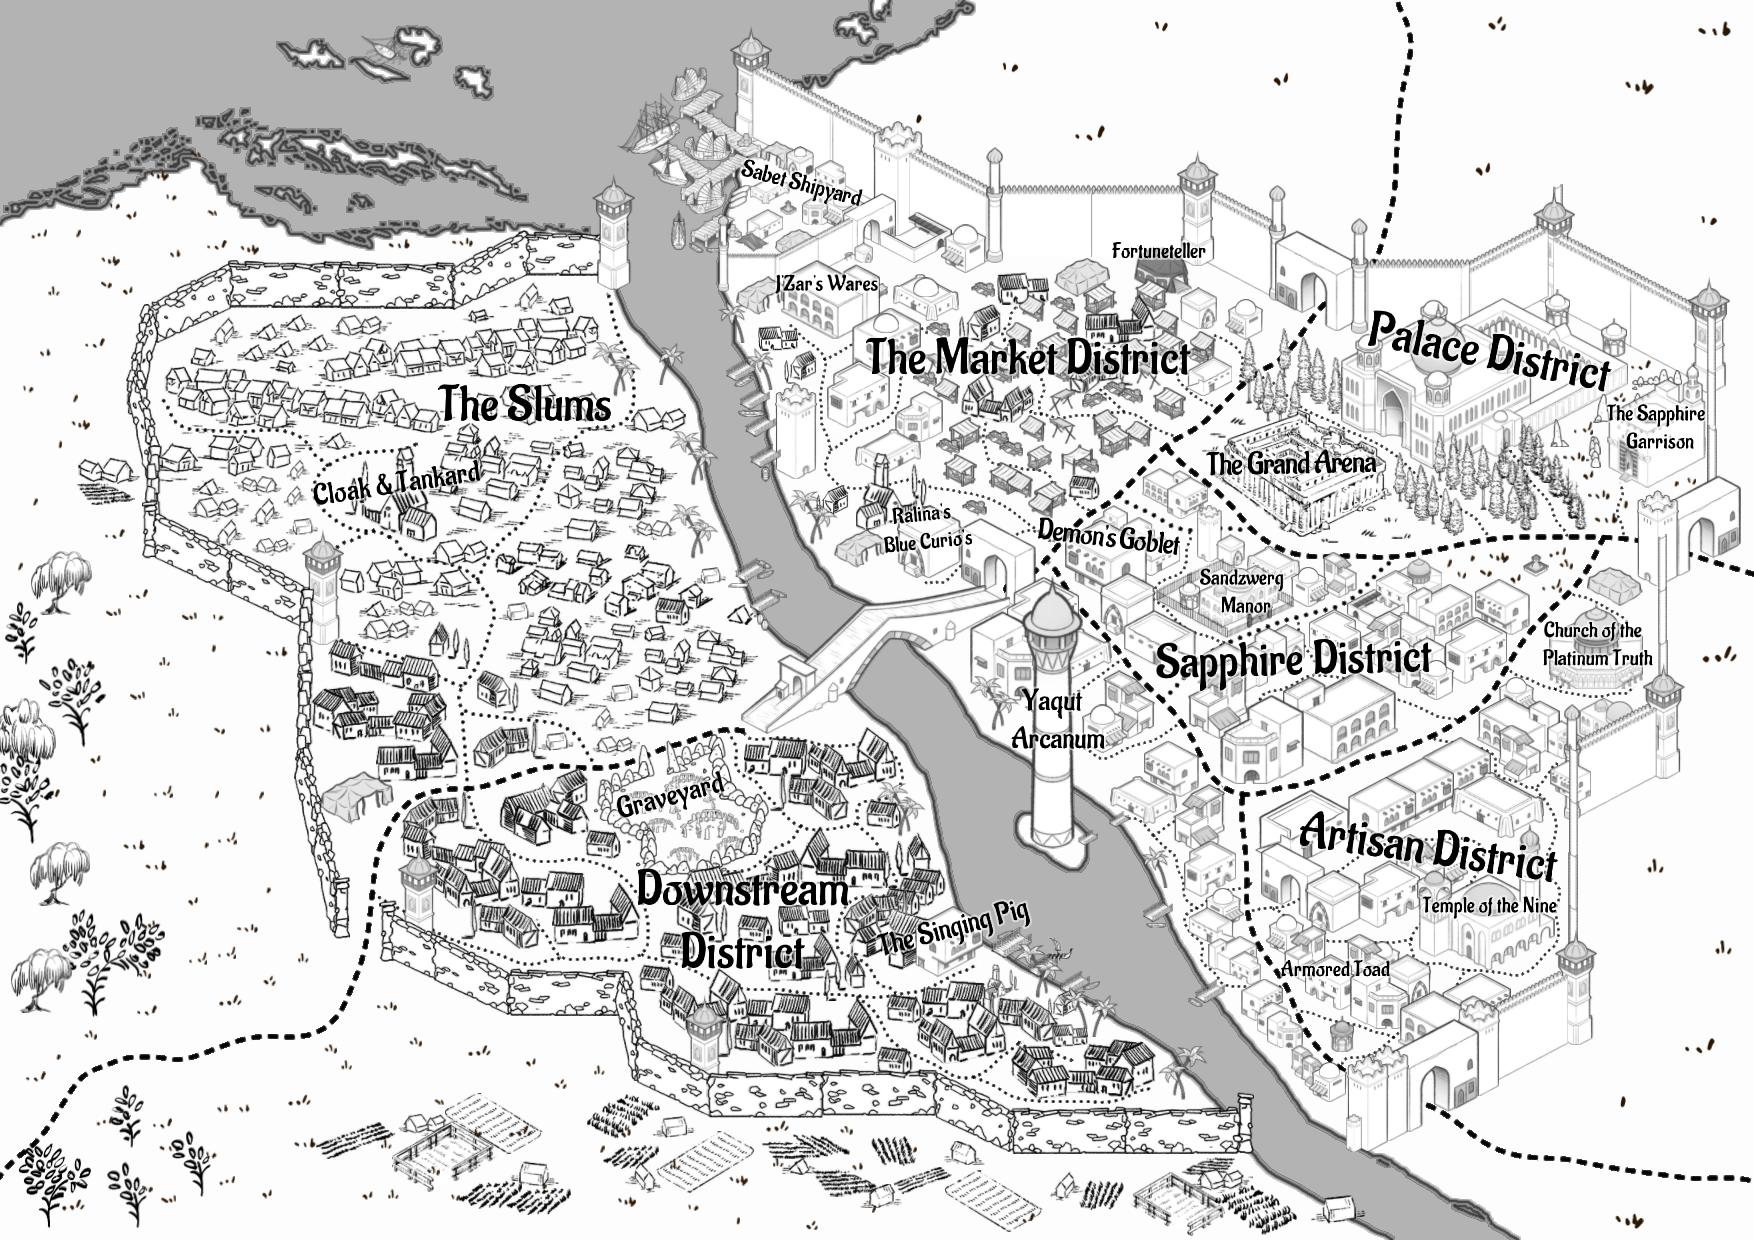 Sabet Shipyard
Fortuneteller
J'Zar's Wares
The Market District
Palace District
The Slums
The Sapphire
Garrison
The Grand Arena
Cloak & Tankard
Ralina's
Blue Curio's
Demon's Goblet
Sandzwerg
Manor
Church of the
Platinum Truth
Sapphire District
Yaqut
Arcanum
Graveyard
Artisan District
Downstream
District
Temple of the Nine
The Singing Pig
Armored Toad